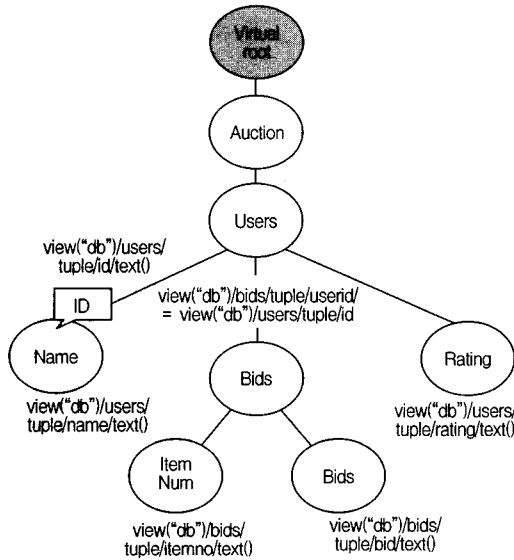 Virtual
root
Auction
Users
view("db")/users/
tuple/id/text()
ID
view("db")/bids/tuple/userid/
= view("db")/users/tuple/id
Name
Rating
Bids
view("db")/users/
tuple/name/text()
view("db")/users/
tuple/rating/text()
Item
Num
Bids
view("db")/bids/
tuple/itemno/text()
view("db")/bids/
tuple/bid/text()